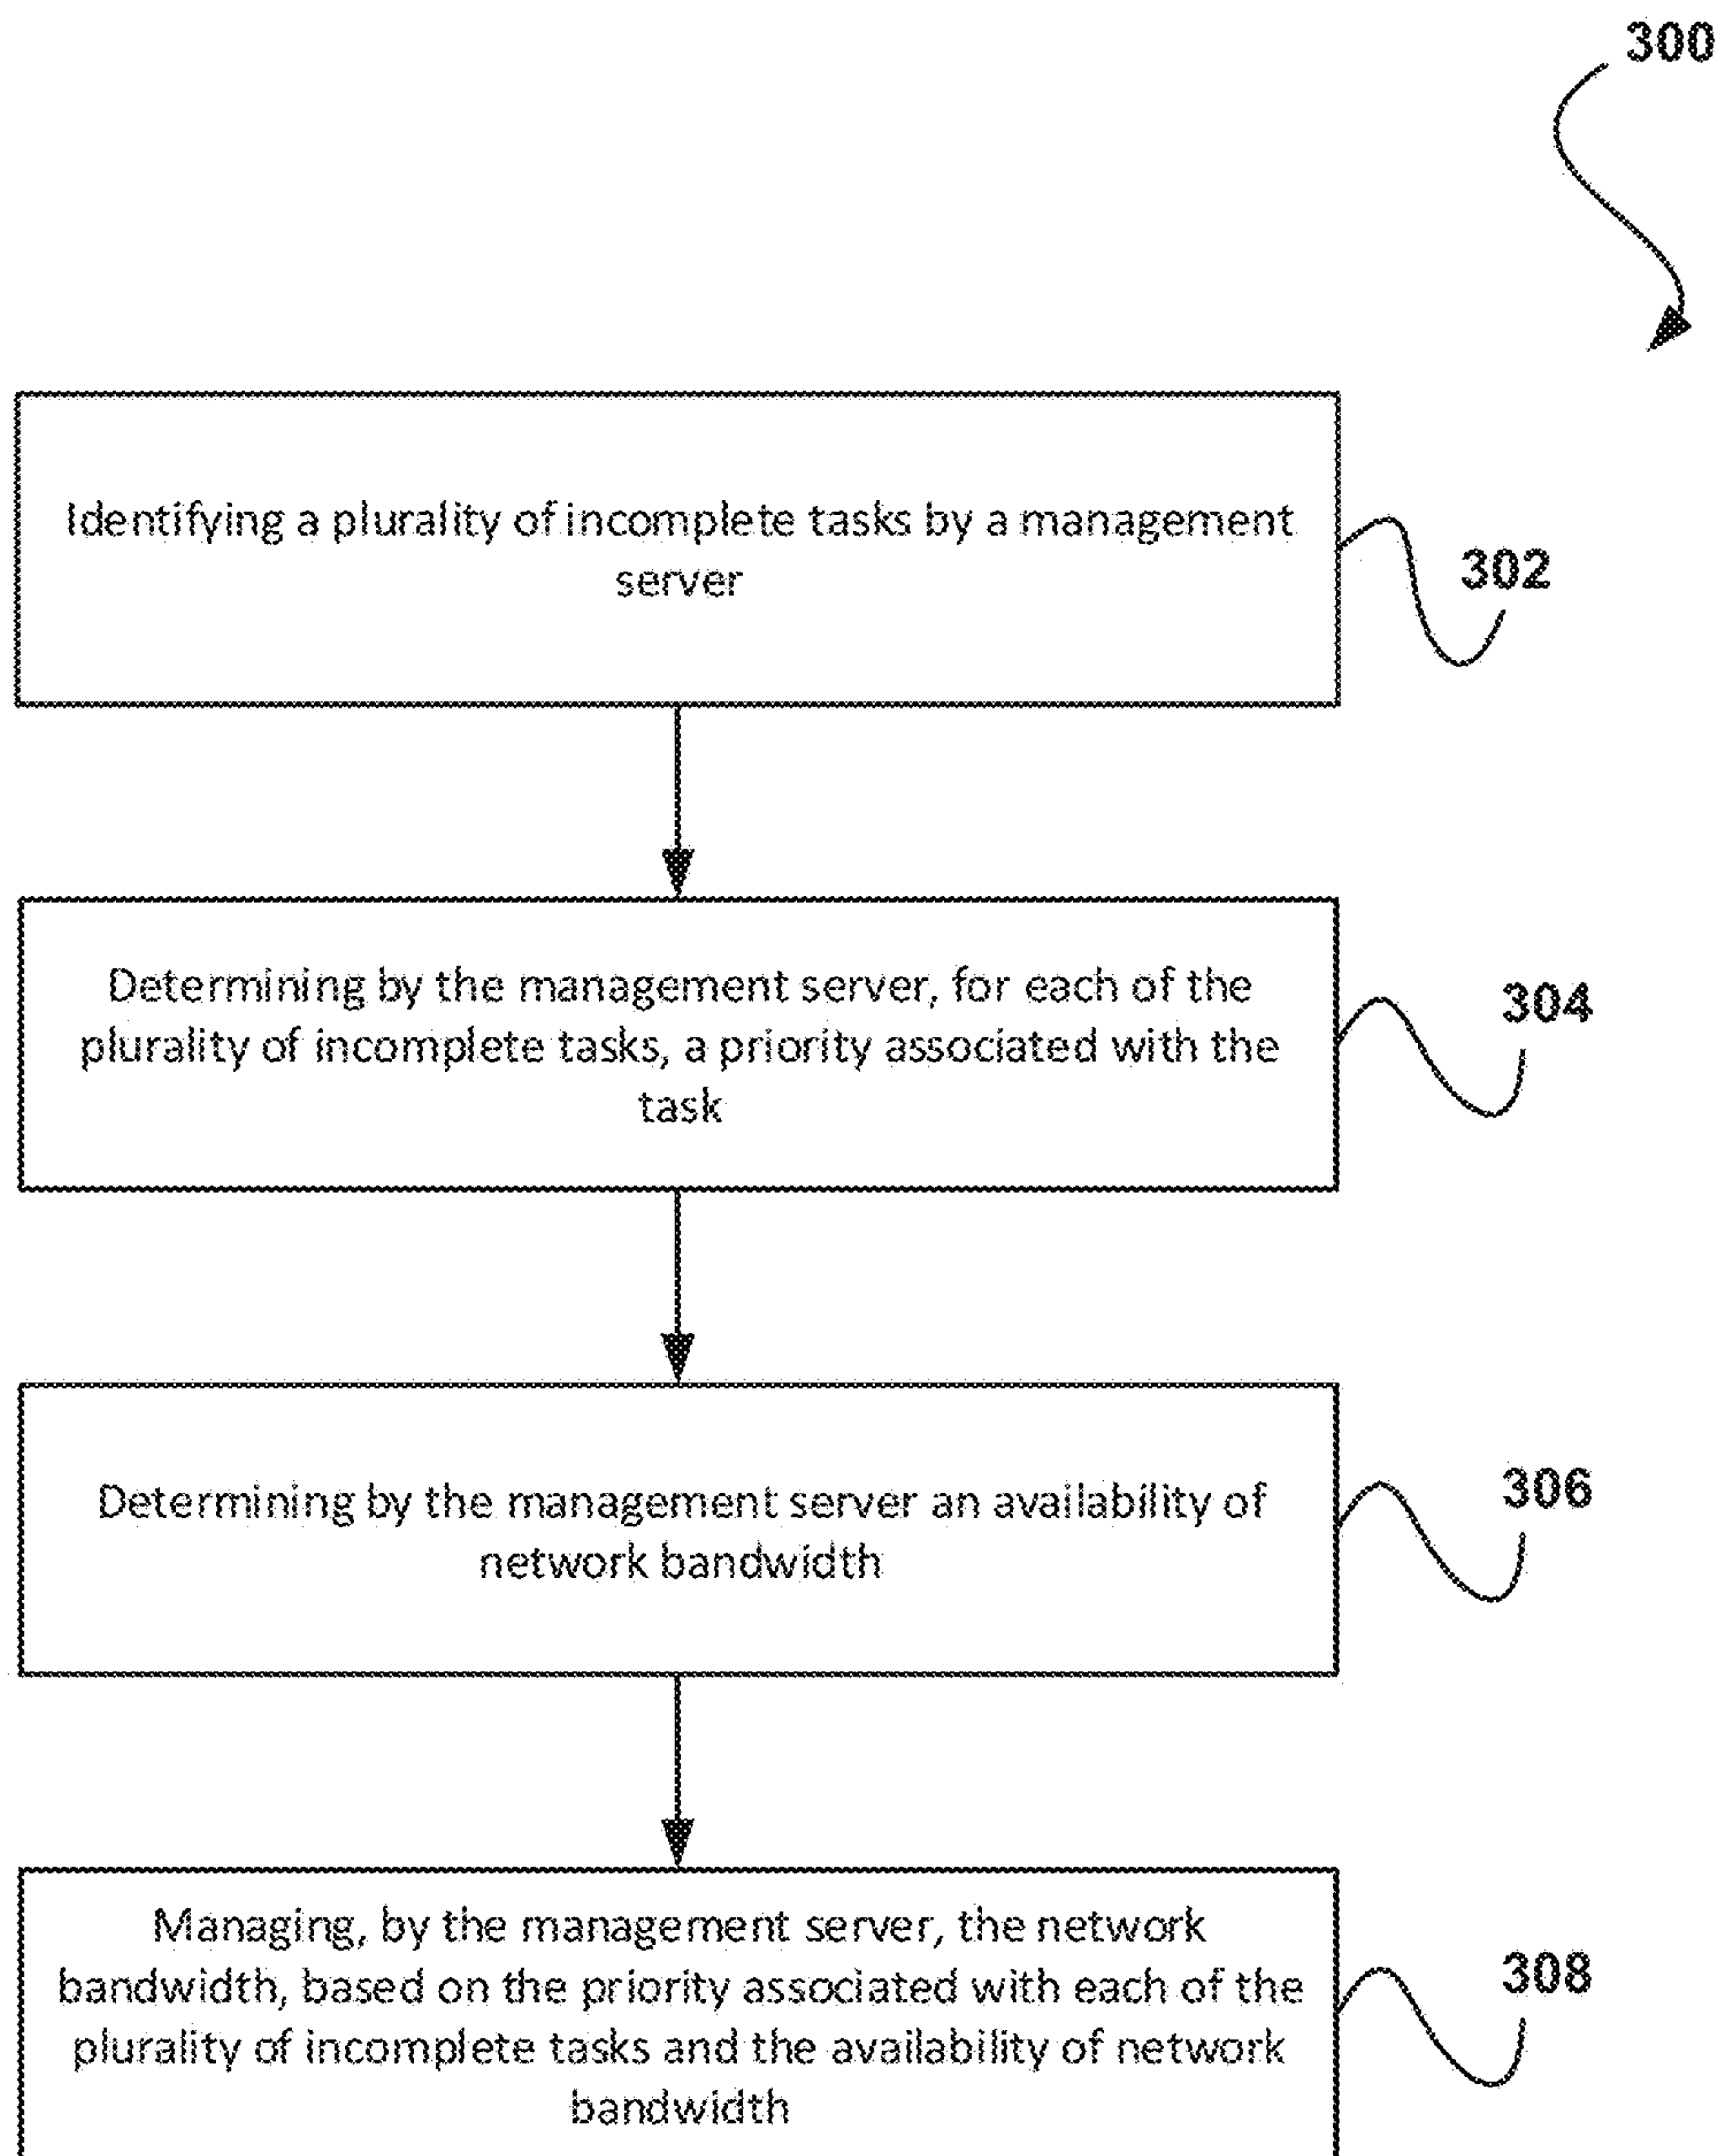 300
Identifying a plurality of incomplete tasks by a management
server
302
Determining by the management server, for each of the
plurality of incomplete tasks, a priority associated with the
task
304
Determining by the management server an availability of
network bandwidth
306
Managing, by the management server, the network
bandwidth, based on the priority associated with each of the
plurality of incomplete tasks and the availability of network
bandwidth
308